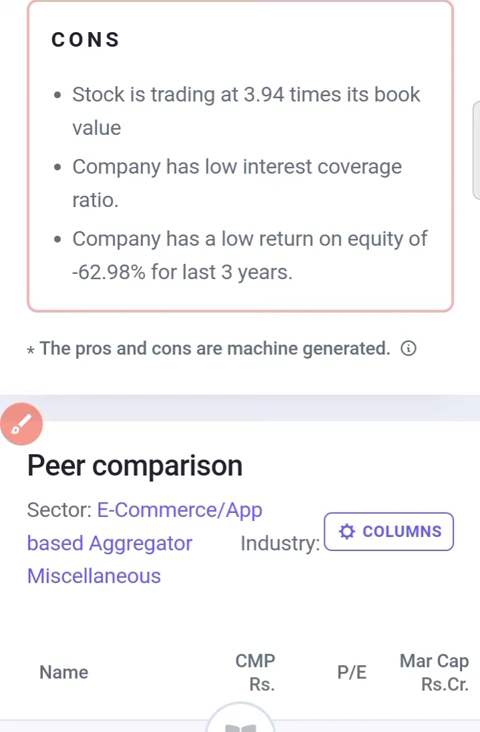 CONS
• Stock is trading at 3.94 times its book
value
• Company has low interest coverage
ratio.
• Company has a low return on equity of
-62.98% for last 3 years.
* The pros and cons are machine generated.
Peer comparison
Sector: E-Commerce/App
based Aggregator Industry:
Miscellaneous
COLUMNS
Name CMP Rs. P/E Mar Cap Rs.Cr.